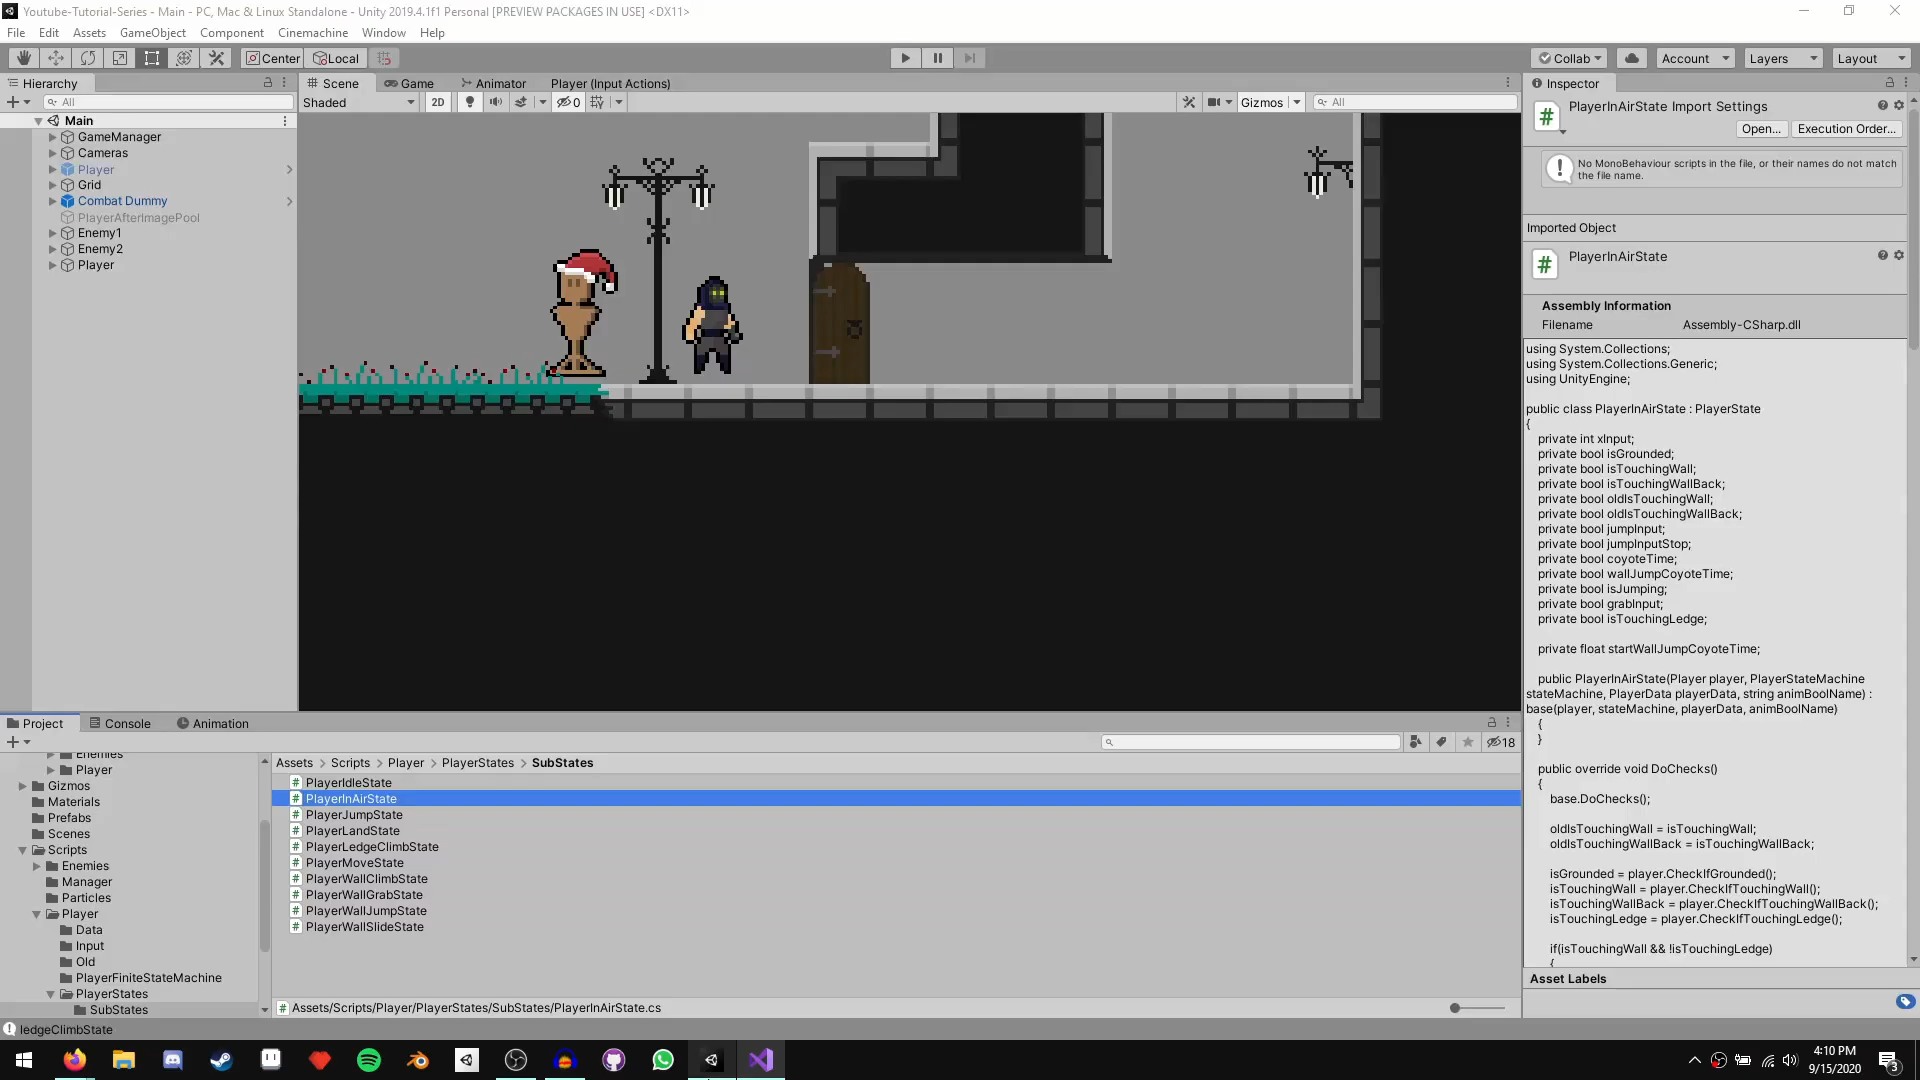 Youtube-Tutorial-Series - Main - PC, Mac & Linux Standalone - Unity 2019.4.1f1 Personal [PREVIEW PACKAGES IN USE] <DX11>
File Edit Assets GameObject Component Cinemachine Window Help
Center Local Collab Account Layers Layout
Hierarchy
All
Main
GameManager
Cameras
Player
Grid
Combat Dummy
PlayerAfterImagePool
Enemy1
Enemy2
Player
Scene Game Animator Player (Input Actions)
Shaded 2D 0 Gizmos All
Inspector
PlayerInAirState Import Settings
Open... Execution Order...
No MonoBehaviour scripts in the file, or their names do not match
the file name.
Imported Object
PlayerInAirState
Assembly Information
Filename Assembly-CSharp.dll
using System.Collections;
using System.Collections.Generic;
using UnityEngine;
public class PlayerInAirState : PlayerState
{
private int xInput;
private bool isGrounded;
private bool isTouchingWall;
private bool isTouchingWallBack;
private bool oldIsTouchingWall;
private bool oldIsTouchingWallBack;
private bool jumpInput;
private bool jumpInputStop;
private bool coyoteTime;
private bool wallJumpCoyoteTime;
private bool isJumping;
private bool grabInput;
private bool isTouchingLedge;
private float startWallJumpCoyoteTime;
public PlayerInAirState(Player player, PlayerStateMachine
stateMachine, PlayerData playerData, string animBoolName) :
base(player, stateMachine, playerData, animBoolName)
{
}
public override void DoChecks()
{
base.DoChecks();
oldIsTouchingWall = isTouchingWall;
oldIsTouchingWallBack = isTouchingWallBack;
isGrounded = player.CheckIfGrounded();
isTouchingWall = player.CheckIfTouchingWall();
isTouchingWallBack = player.CheckIfTouchingWallBack();
isTouchingLedge = player.CheckIfTouchingLedge();
if(isTouchingWall && !isTouchingLedge)
{
Asset Labels
Project Console Animation
18
Enemies
Player
Gizmos
Materials
Prefabs
Scenes
Scripts
Enemies
Manager
Particles
Player
Data
Input
Old
PlayerFiniteStateMachine
PlayerStates
SubStates
Assets > Scripts > Player > PlayerStates > SubStates
PlayerIdleState
PlayerInAirState
PlayerJumpState
PlayerLandState
PlayerLedgeClimbState
PlayerMoveState
PlayerWallClimbState
PlayerWallGrabState
PlayerWallJumpState
PlayerWallSlideState
Assets/Scripts/Player/PlayerStates/SubStates/PlayerInAirState.cs
ledgeClimbState
4:10 PM
9/15/2020
3